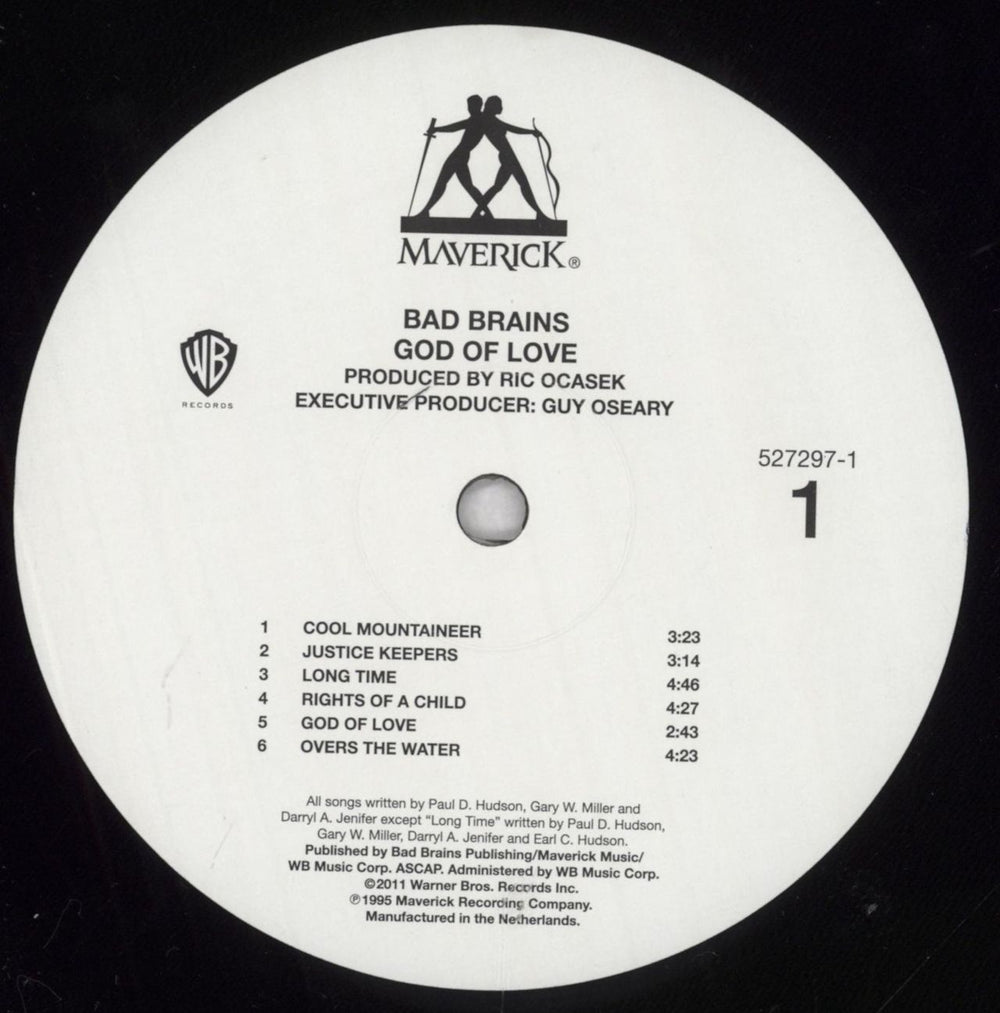 MAVERICK®
BAD BRAINS
GOD OF LOVE
PRODUCED BY RIC OCASEK
EXECUTIVE PRODUCER: GUY OSEARY
WB
RECORDS
527297-1
1
1 COOL MOUNTAINEER 3:23
2 JUSTICE KEEPERS 3:14
3 LONG TIME 4:46
4 RIGHTS OF A CHILD 4:27
5 GOD OF LOVE 2:43
6 OVERS THE WATER 4:23
All songs written by Paul D. Hudson, Gary W. Miller and
Darryl A. Jenifer except “Long Time” written by Paul D. Hudson,
Gary W. Miller, Darryl A. Jenifer and Earl C. Hudson.
Published by Bad Brains Publishing/Maverick Music/
WB Music Corp. ASCAP. Administered by WB Music Corp.
©2011 Warner Bros. Records Inc.
℗1995 Maverick Recording Company.
Manufactured in the Netherlands.